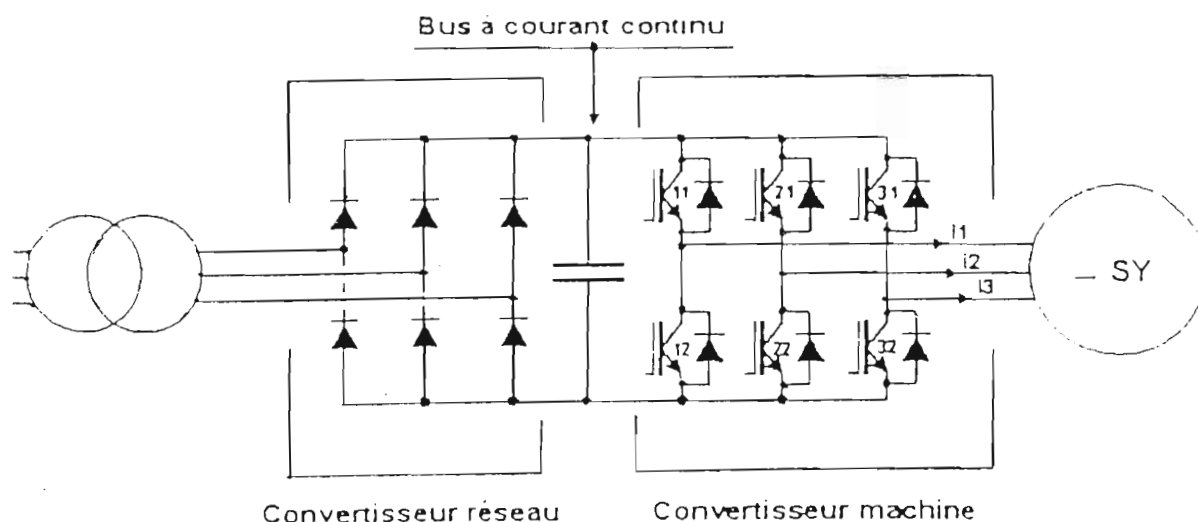 Bus à courant continu
11
21
31
i1
i2
i3
SY
12
22
32
Convertisseur réseau
Convertisseur machine